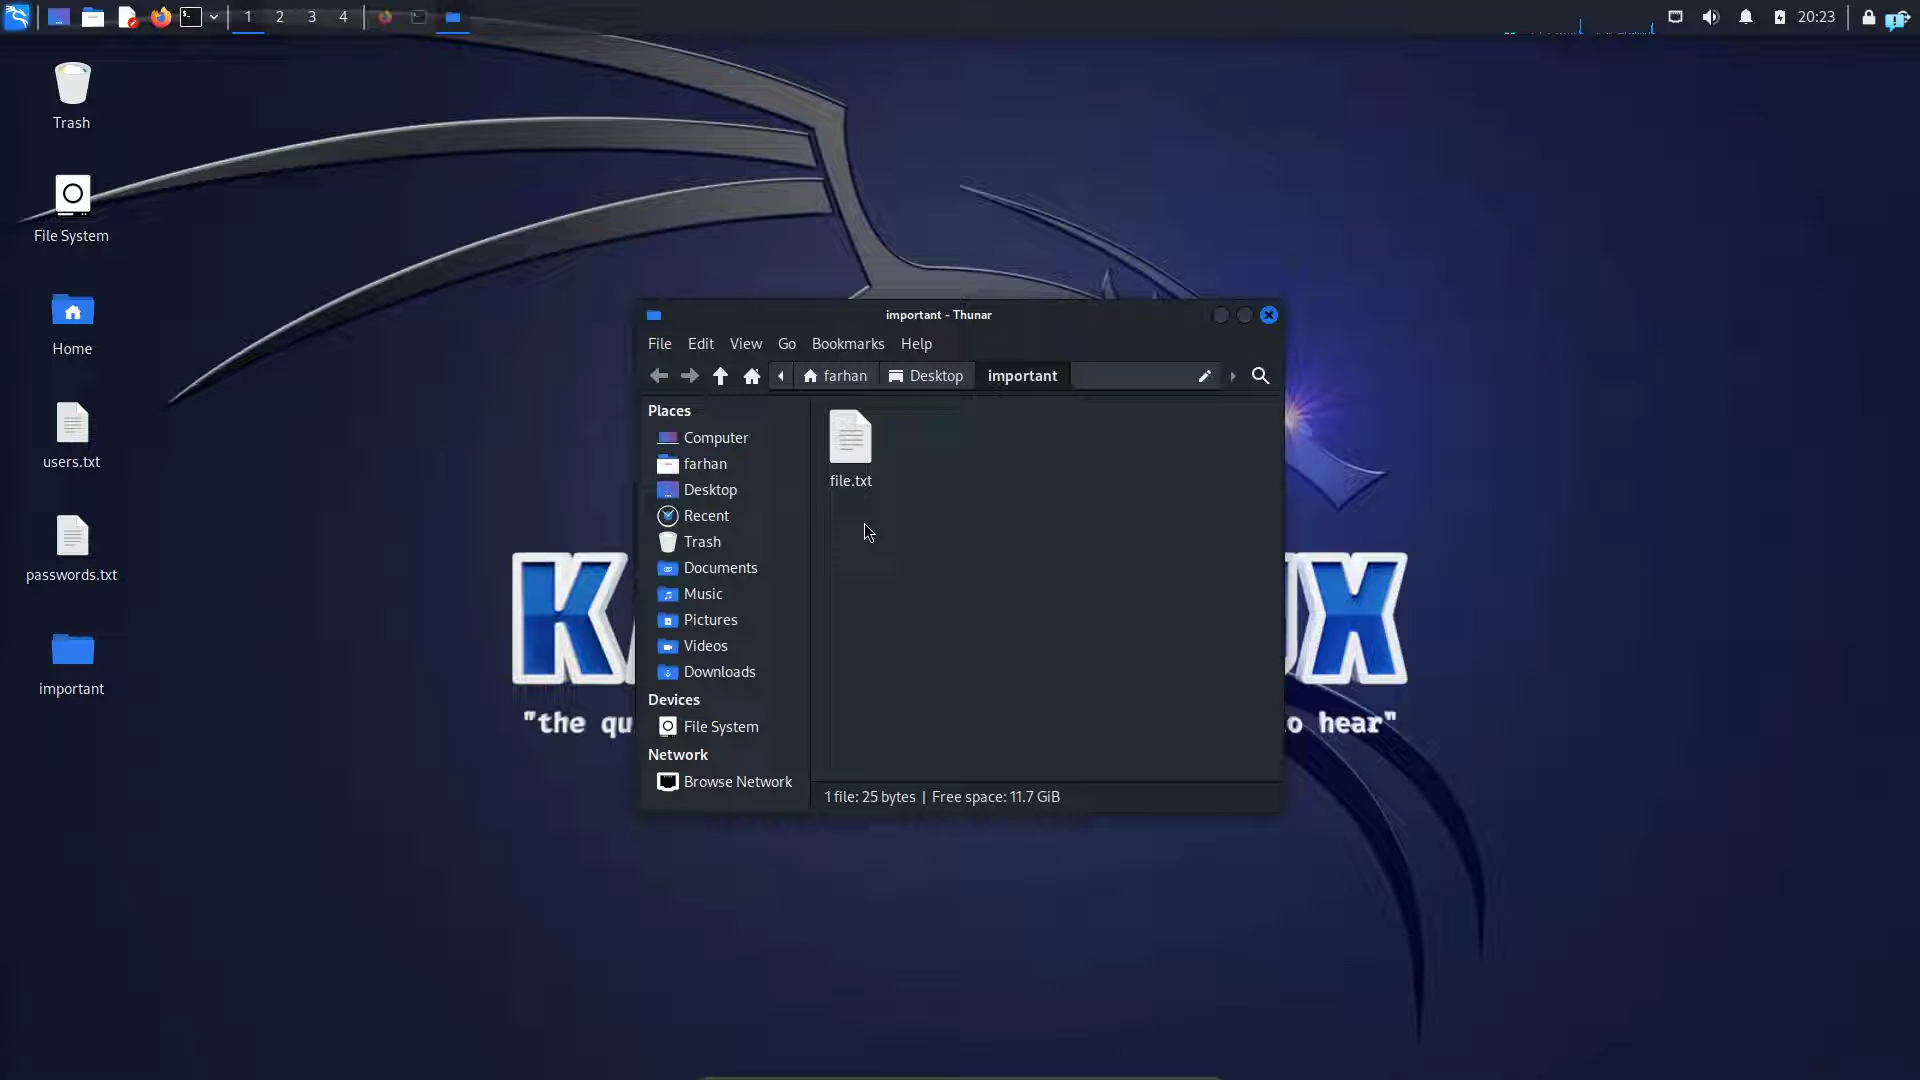 1 2 3 4
20:23
Trash
File System
Home
users.txt
passwords.txt
important
important - Thunar
File Edit View Go Bookmarks Help
farhan Desktop important
Places
Computer
farhan
Desktop
Recent
Trash
Documents
Music
Pictures
Videos
Downloads
Devices
File System
Network
Browse Network
file.txt
1 file: 25 bytes | Free space: 11.7 GiB
K X
"the qu o hear"